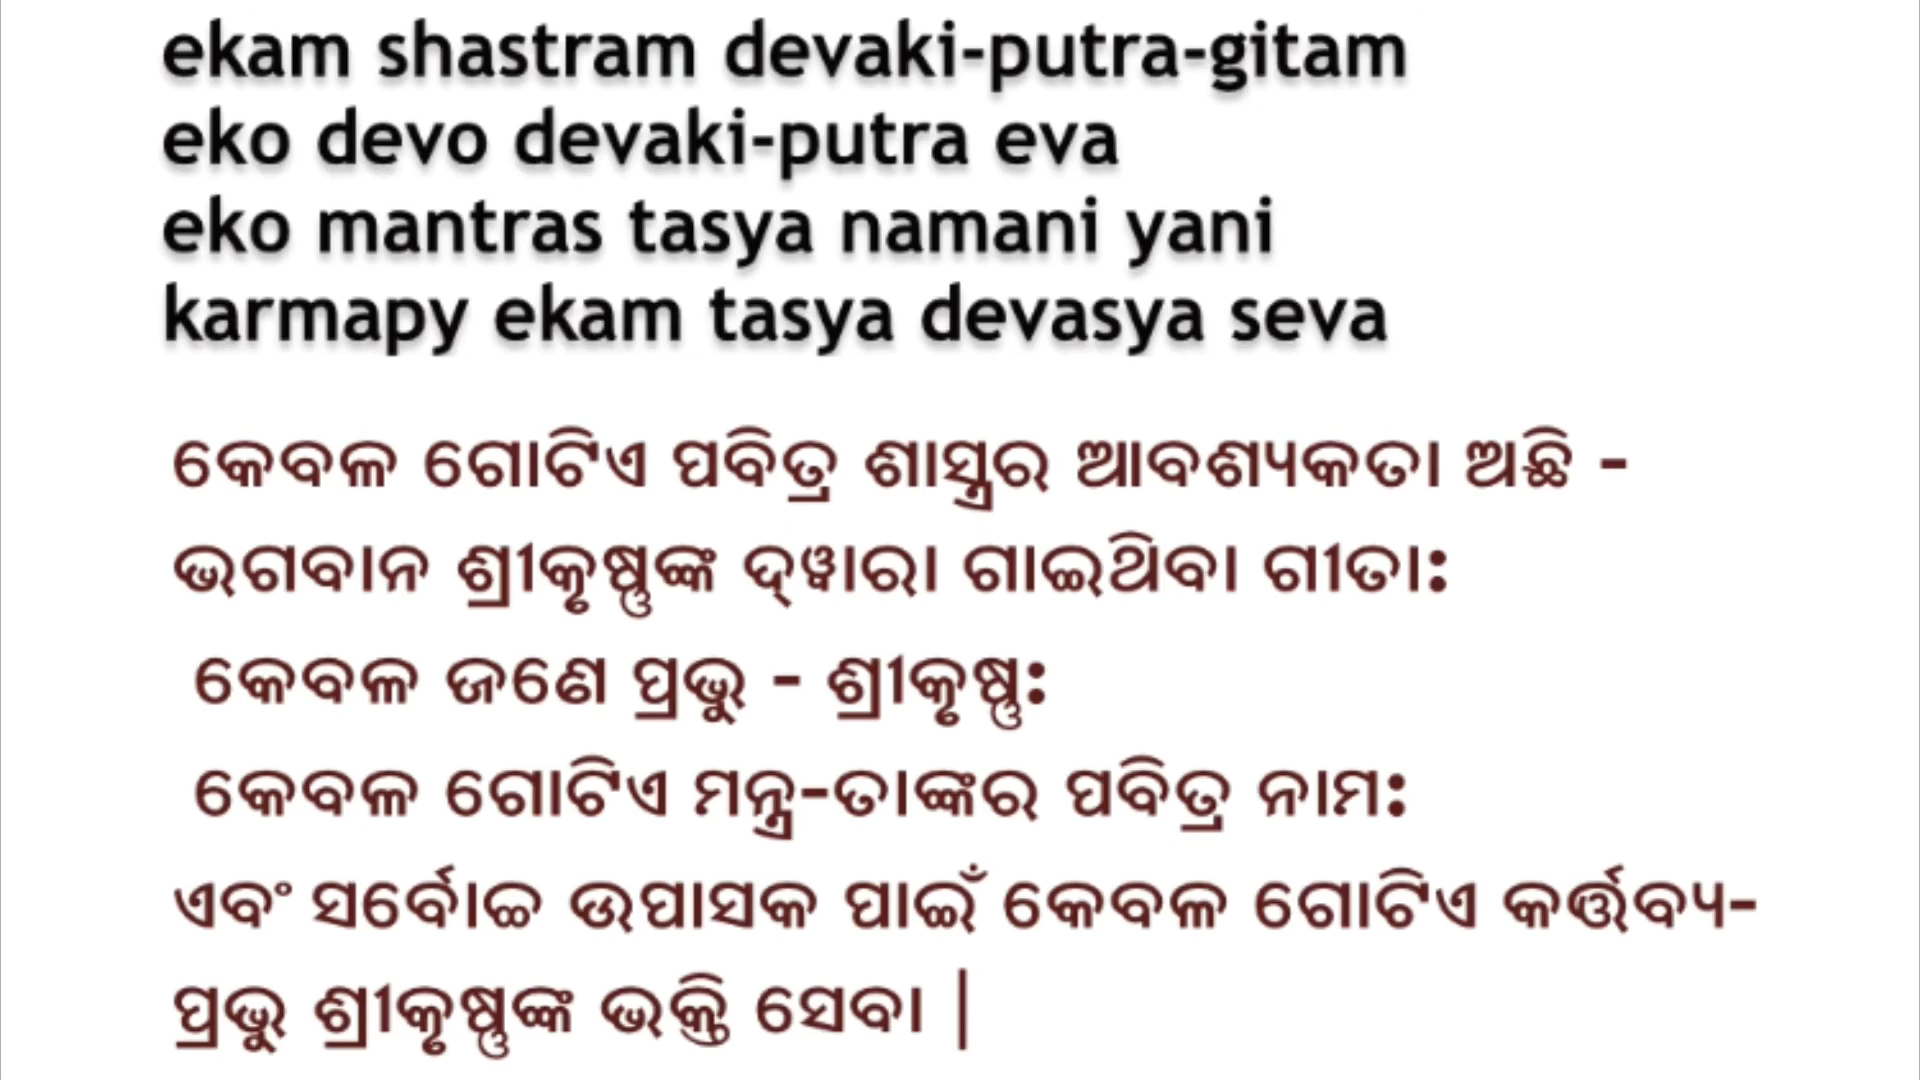 ekam shastram devaki-putra-gitam
eko devo devaki-putra eva
eko mantras tasya namani yani
karmapy ekam tasya devasya seva
କେବଳ ଗୋଟିଏ ପବିତ୍ର ଶାସ୍ତ୍ରର ଆବଶ୍ୟକତା ଅଛି -
ଭଗବାନ ଶ୍ରୀକୃଷ୍ଣଙ୍କ ଦ୍ୱାରା ଗାଇଥିବା ଗୀତା:
କେବଳ ଜଣେ ପ୍ରଭୁ - ଶ୍ରୀକୃଷ୍ଣ:
କେବଳ ଗୋଟିଏ ମନ୍ତ୍ର-ତାଙ୍କର ପବିତ୍ର ନାମ:
ଏବଂ ସର୍ବୋଚ୍ଚ ଉପାସକ ପାଇଁ କେବଳ ଗୋଟିଏ କର୍ତ୍ତବ୍ୟ-
ପ୍ରଭୁ ଶ୍ରୀକୃଷ୍ଣଙ୍କ ଭକ୍ତି ସେବା |